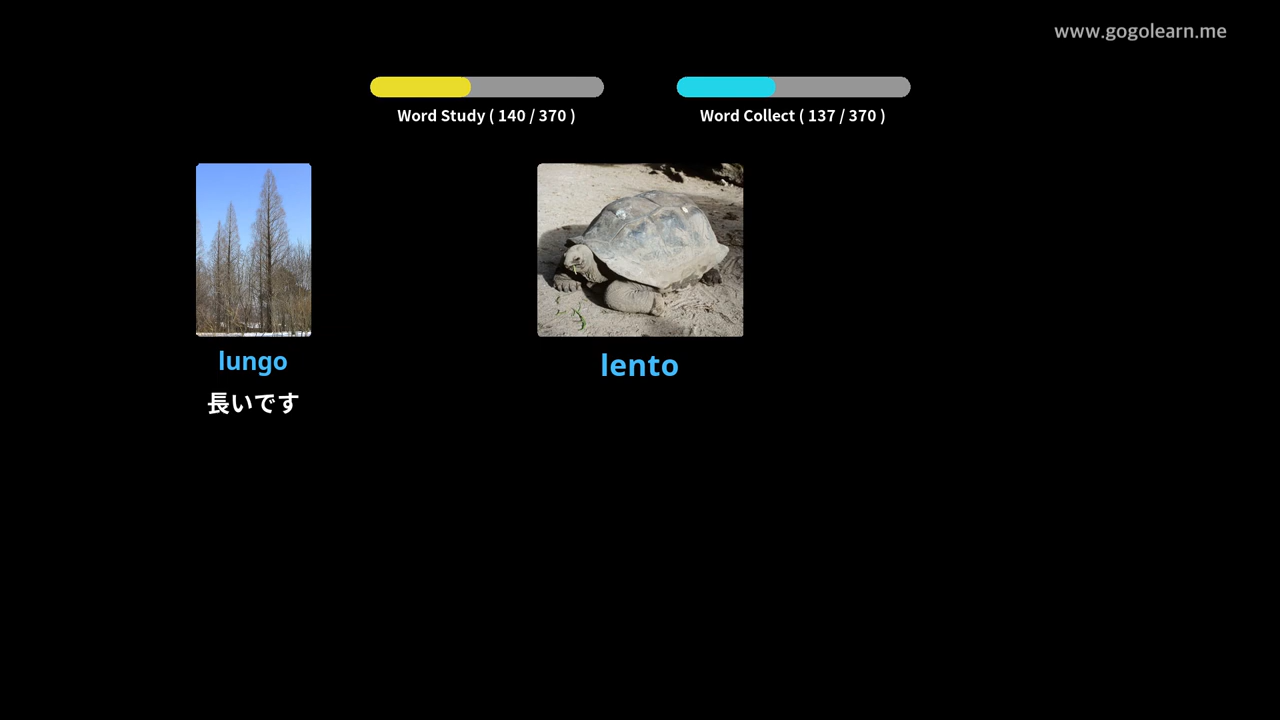 www.gogolearn.me
Word Study ( 140 / 370 )
Word Collect ( 137 / 370 )
lungo
長いです
lento